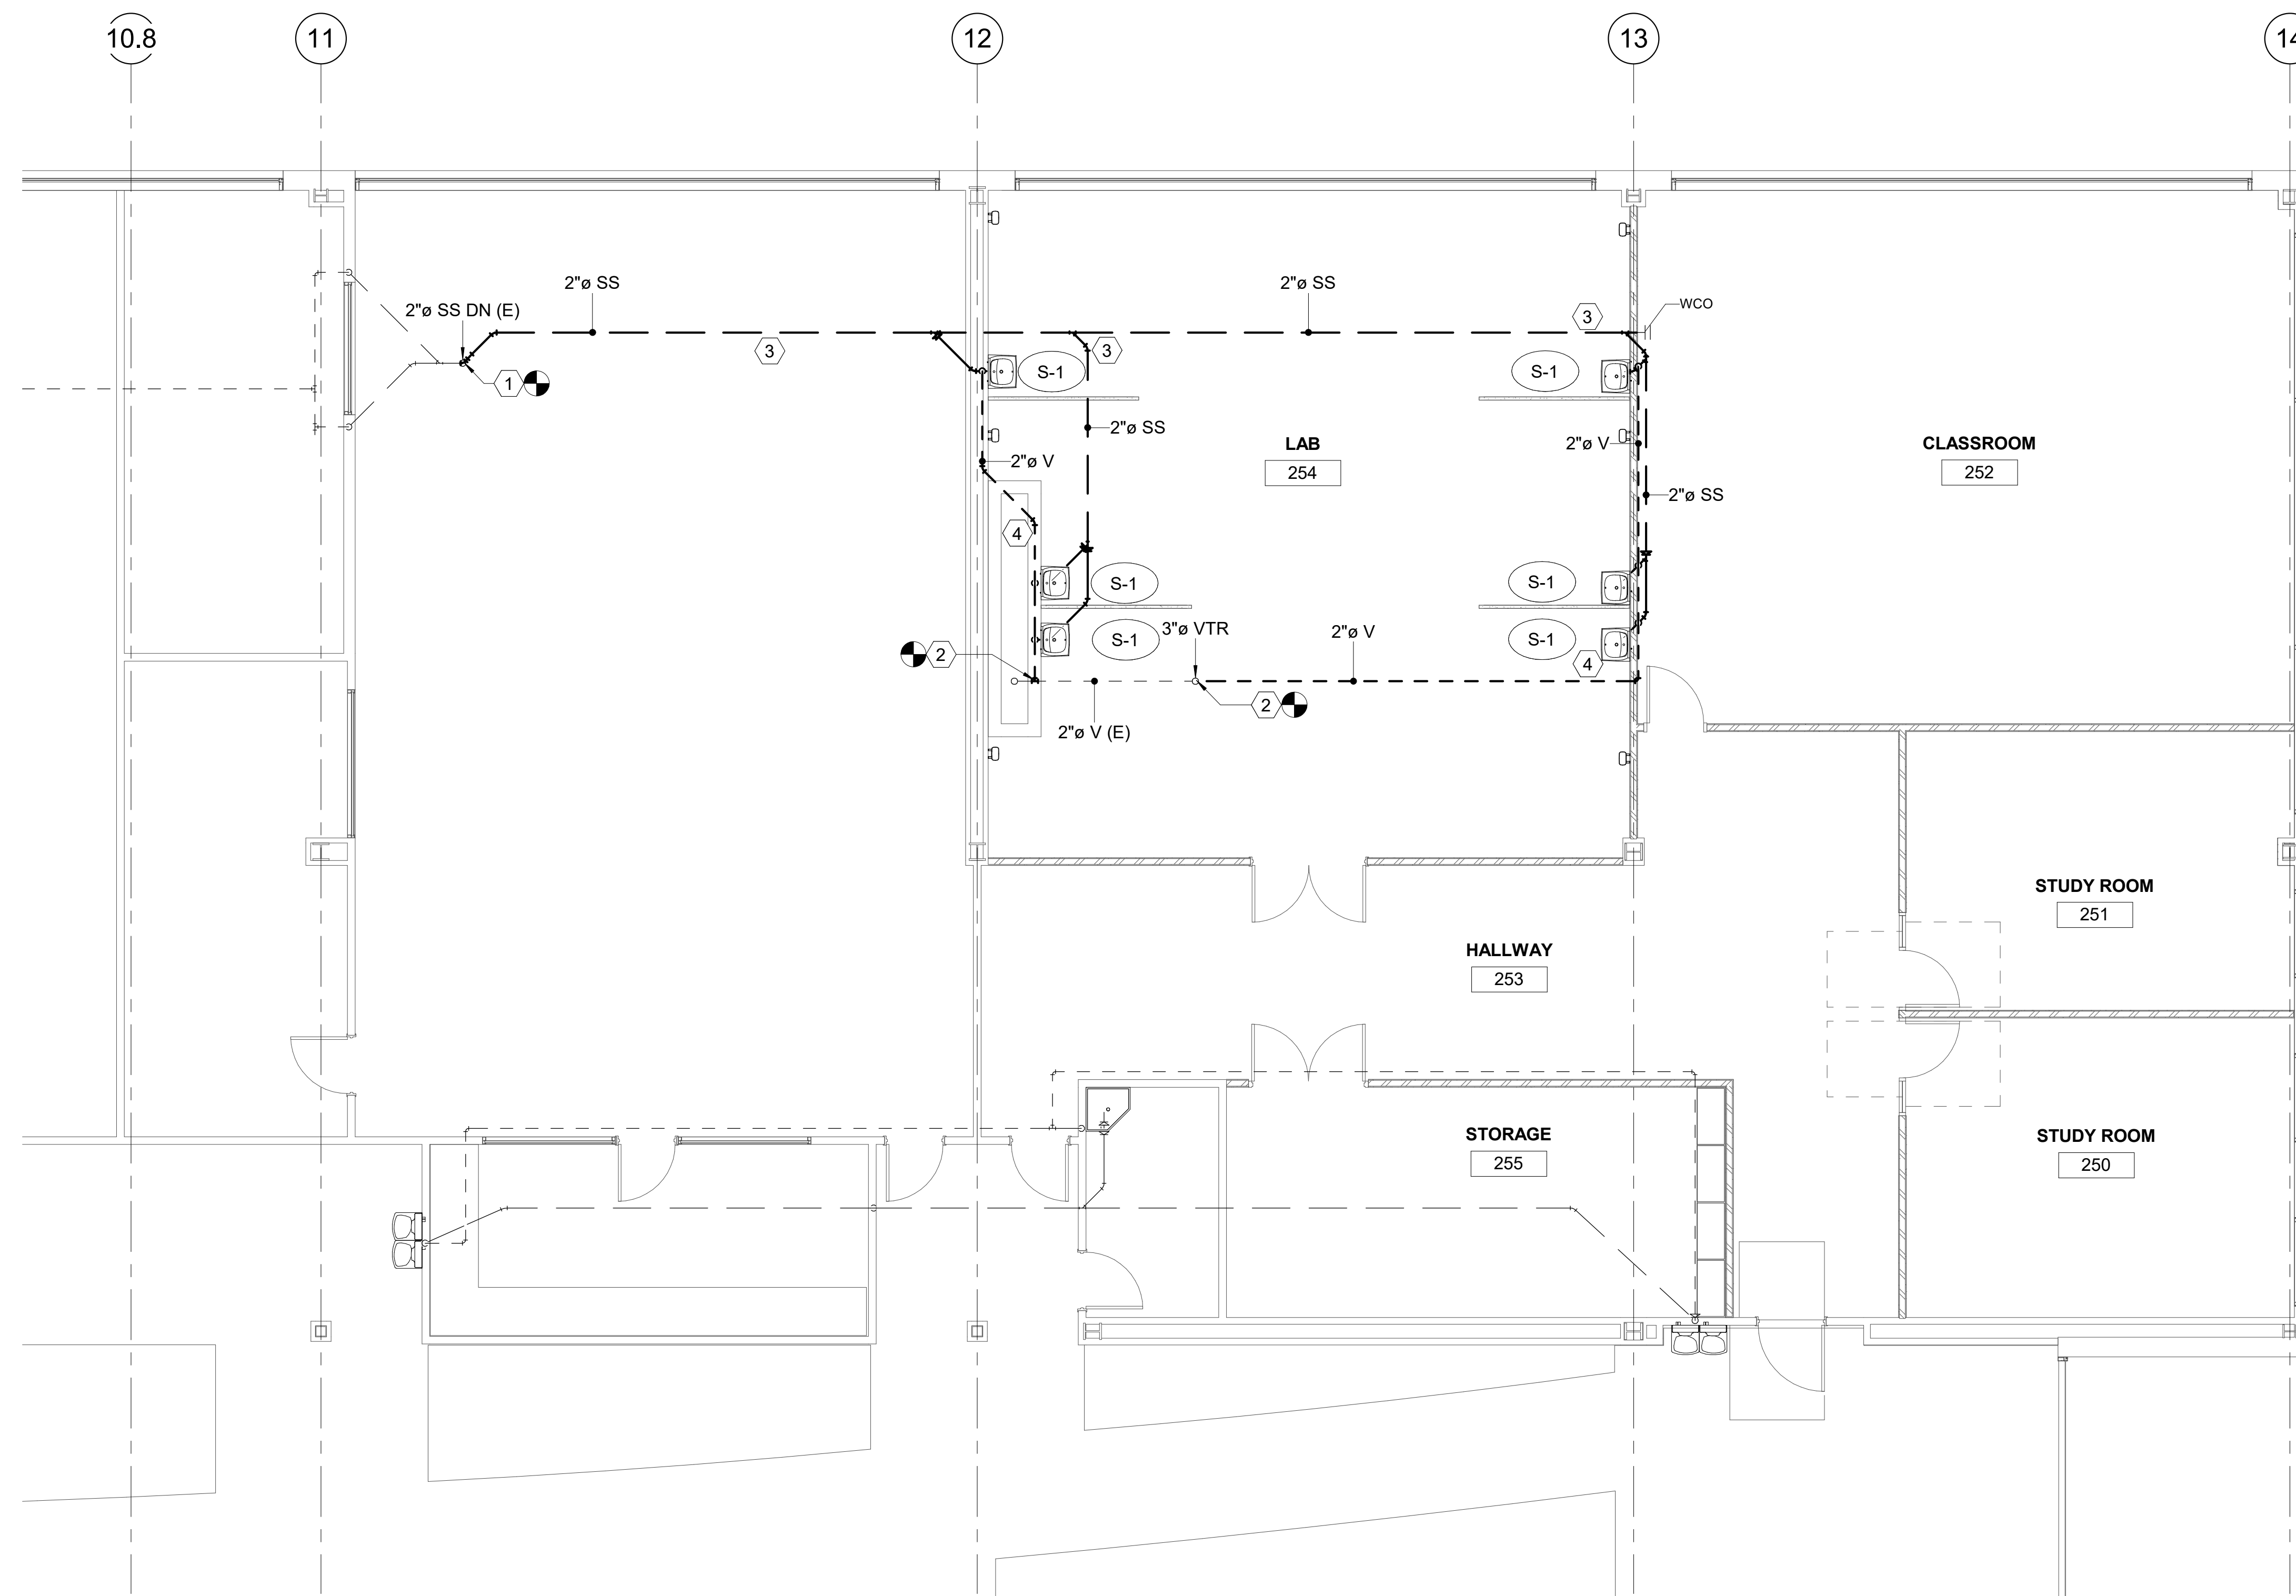 10.8
11
12
13
14
2"ø SS
2"ø SS
2"ø SS DN (E)
WCO
3
3
3
1
S-1
S-1
2"ø SS
LAB
254
2"ø V
CLASSROOM
252
2"ø V
2"ø SS
4
S-1
S-1
3"ø VTR
2"ø V
S-1
S-1
2
4
2
2"ø V (E)
STUDY ROOM
251
HALLWAY
253
STORAGE
255
STUDY ROOM
250